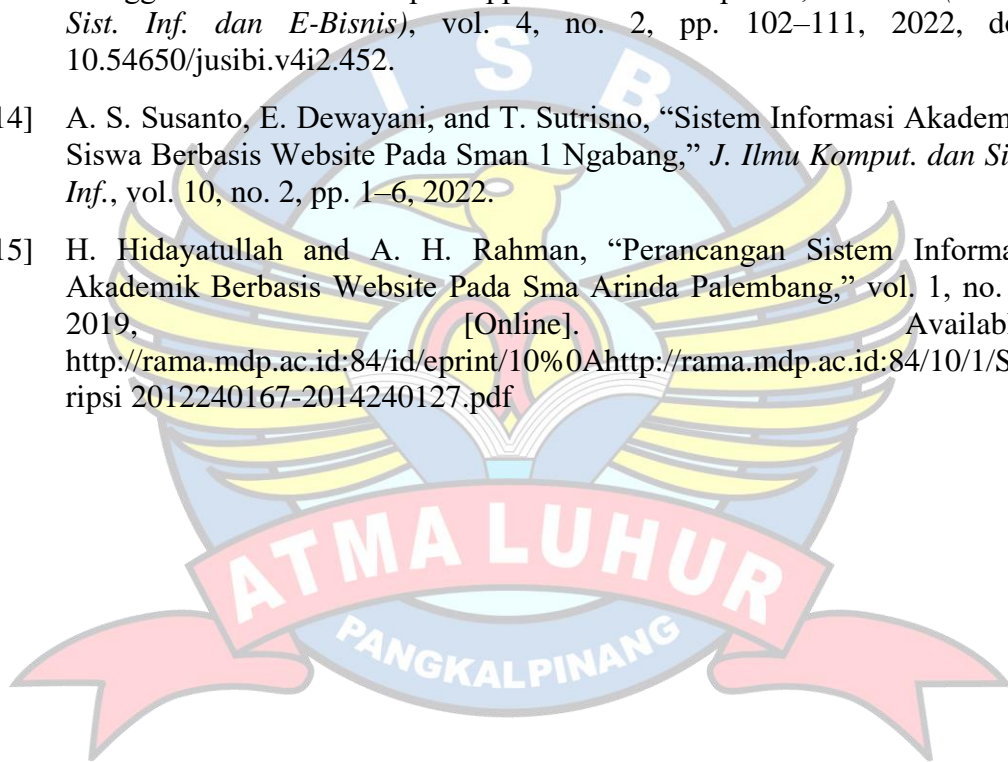 Sist. Inf. dan E-Bisnis), vol. 4, no. 2, pp. 102–111, 2022, do
10.54650/jusibi.v4i2.452.
14] A. S. Susanto, E. Dewayani, and T. Sutrisno, “Sistem Informasi Akadem
Siswa Berbasis Website Pada Sman 1 Ngabang,” J. Ilmu Komput. dan Si
Inf., vol. 10, no. 2, pp. 1–6, 2022.
15] H. Hidayatullah and A. H. Rahman, “Perancangan Sistem Informa
Akademik Berbasis Website Pada Sma Arinda Palembang,” vol. 1, no.
2019, [Online]. Availab
http://rama.mdp.ac.id:84/id/eprint/10%0Ahttp://rama.mdp.ac.id:84/10/1/S
ripsi 2012240167-2014240127.pdf
I S B
ATMA LUHUR
PANGKALPINANG